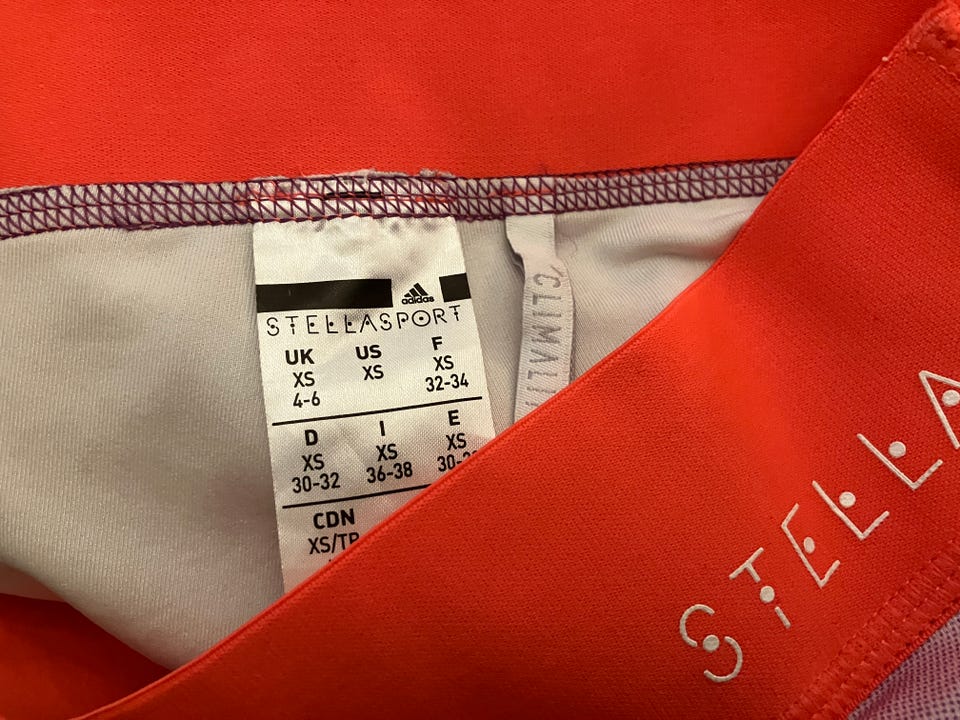 adidas
STELLASPORT
UK US F
XS XS XS
4-6 32-34
D I E
XS XS XS
30-32 36-38
CDN
XS/TP
CLIMALITE
STELLA